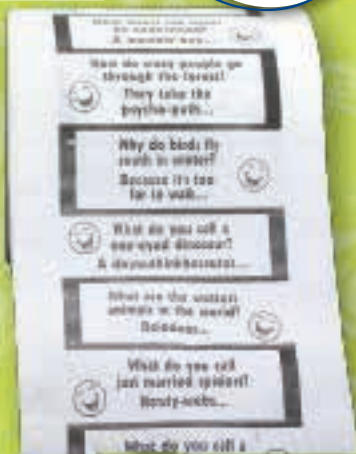 How do crazy people go
through the forest?
They take the
psycho-path...
Why do birds fly
south in winter?
Because it's too
far to walk...
What do you call a
one-eyed dinosaur?
A doyouthinkhesaurus...
What are the
animals in the world?
What do you call
just married spiders?
Newly-webs...
What do you call a